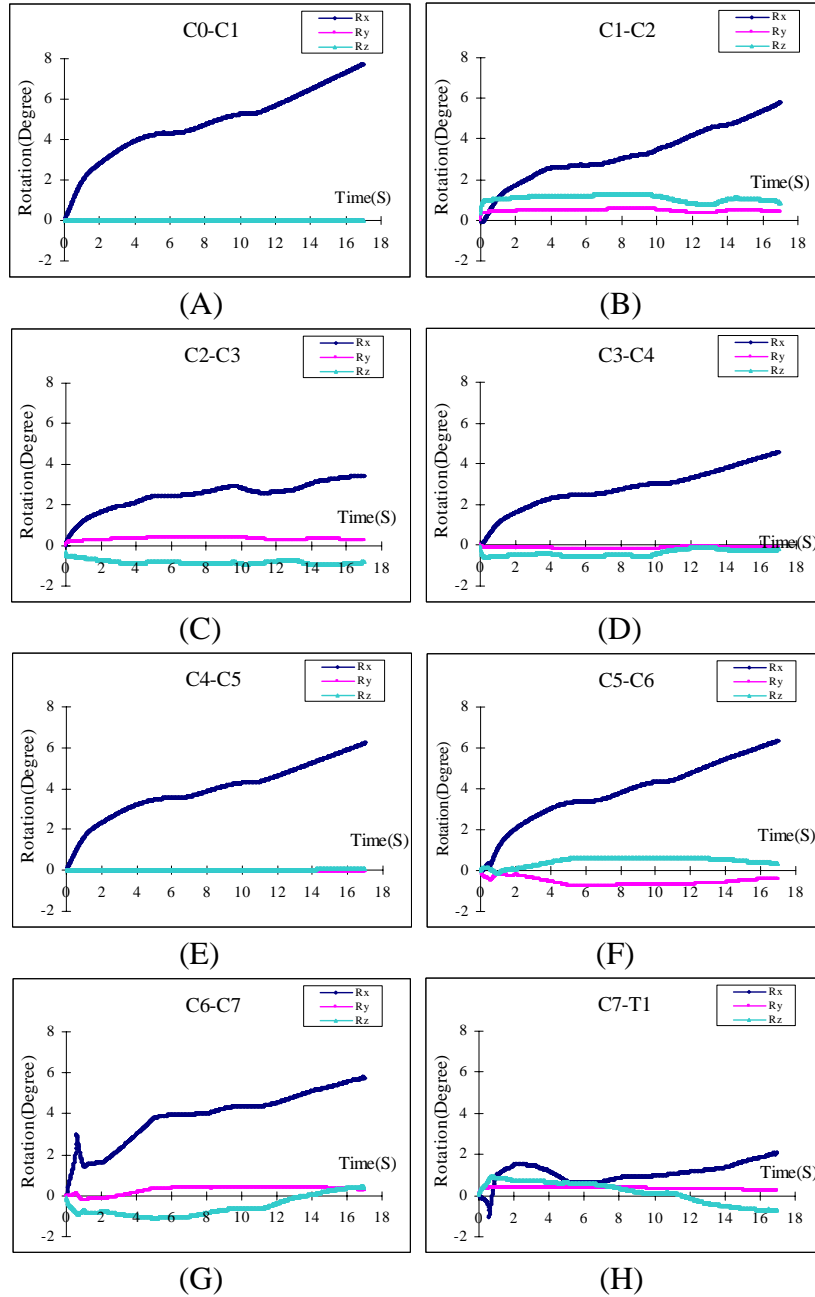 C0-C1
Rx
Ry
Rz
Rotation(Degree)
8
6
4
2
0
-2
Time(S)
0 2 4 6 8 10 12 14 16 18
(A)
C1-C2
Rx
Ry
Rz
Rotation(Degree)
8
6
4
2
0
-2
Time(S)
0 2 4 6 8 10 12 14 16 18
(B)
C2-C3
Rx
Ry
Rz
Rotation(Degree)
8
6
4
2
0
-2
Time(S)
0 2 4 6 8 10 12 14 16 18
(C)
C3-C4
Rx
Ry
Rz
Rotation(Degree)
8
6
4
2
0
-2
Time(S)
0 2 4 6 8 10 12 14 16 18
(D)
C4-C5
Rx
Ry
Rz
Rotation(Degree)
8
6
4
2
0
-2
Time(S)
0 2 4 6 8 10 12 14 16 18
(E)
C5-C6
Rx
Ry
Rz
Rotation(Degree)
8
6
4
2
0
-2
Time(S)
0 2 4 6 8 10 12 14 16 18
(F)
C6-C7
Rx
Ry
Rz
Rotation(Degree)
8
6
4
2
0
-2
Time(S)
0 2 4 6 8 10 12 14 16 18
(G)
C7-T1
Rx
Ry
Rz
Rotation(Degree)
8
6
4
2
0
-2
Time(S)
0 2 4 6 8 10 12 14 16 18
(H)